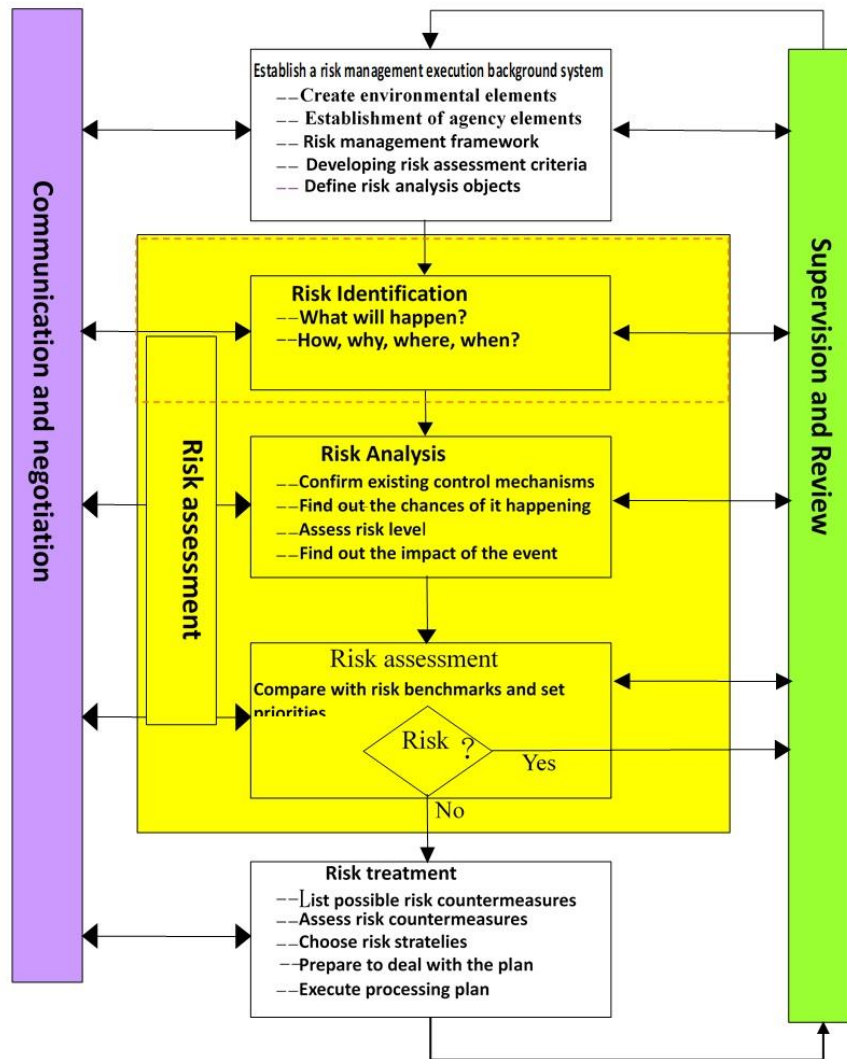 Establish a risk management execution background system
-- Create environmental elements
-- Establishment of agency elements
-- Risk management framework
-- Developing risk assessment criteria
-- Define risk analysis objects
Communication and negotiation
Supervision and Review
Risk Identification
--What will happen?
--How, why, where, when?
Risk assessment
Risk Analysis
--Confirm existing control mechanisms
--Find out the chances of it happening
--Assess risk level
--Find out the impact of the event
Risk assessment
Compare with risk benchmarks and set
priorities
Risk ?
Yes
No
Risk treatment
--List possible risk countermeasures
--Assess risk countermeasures
--Choose risk stratelies
--Prepare to deal with the plan
--Execute processing plan